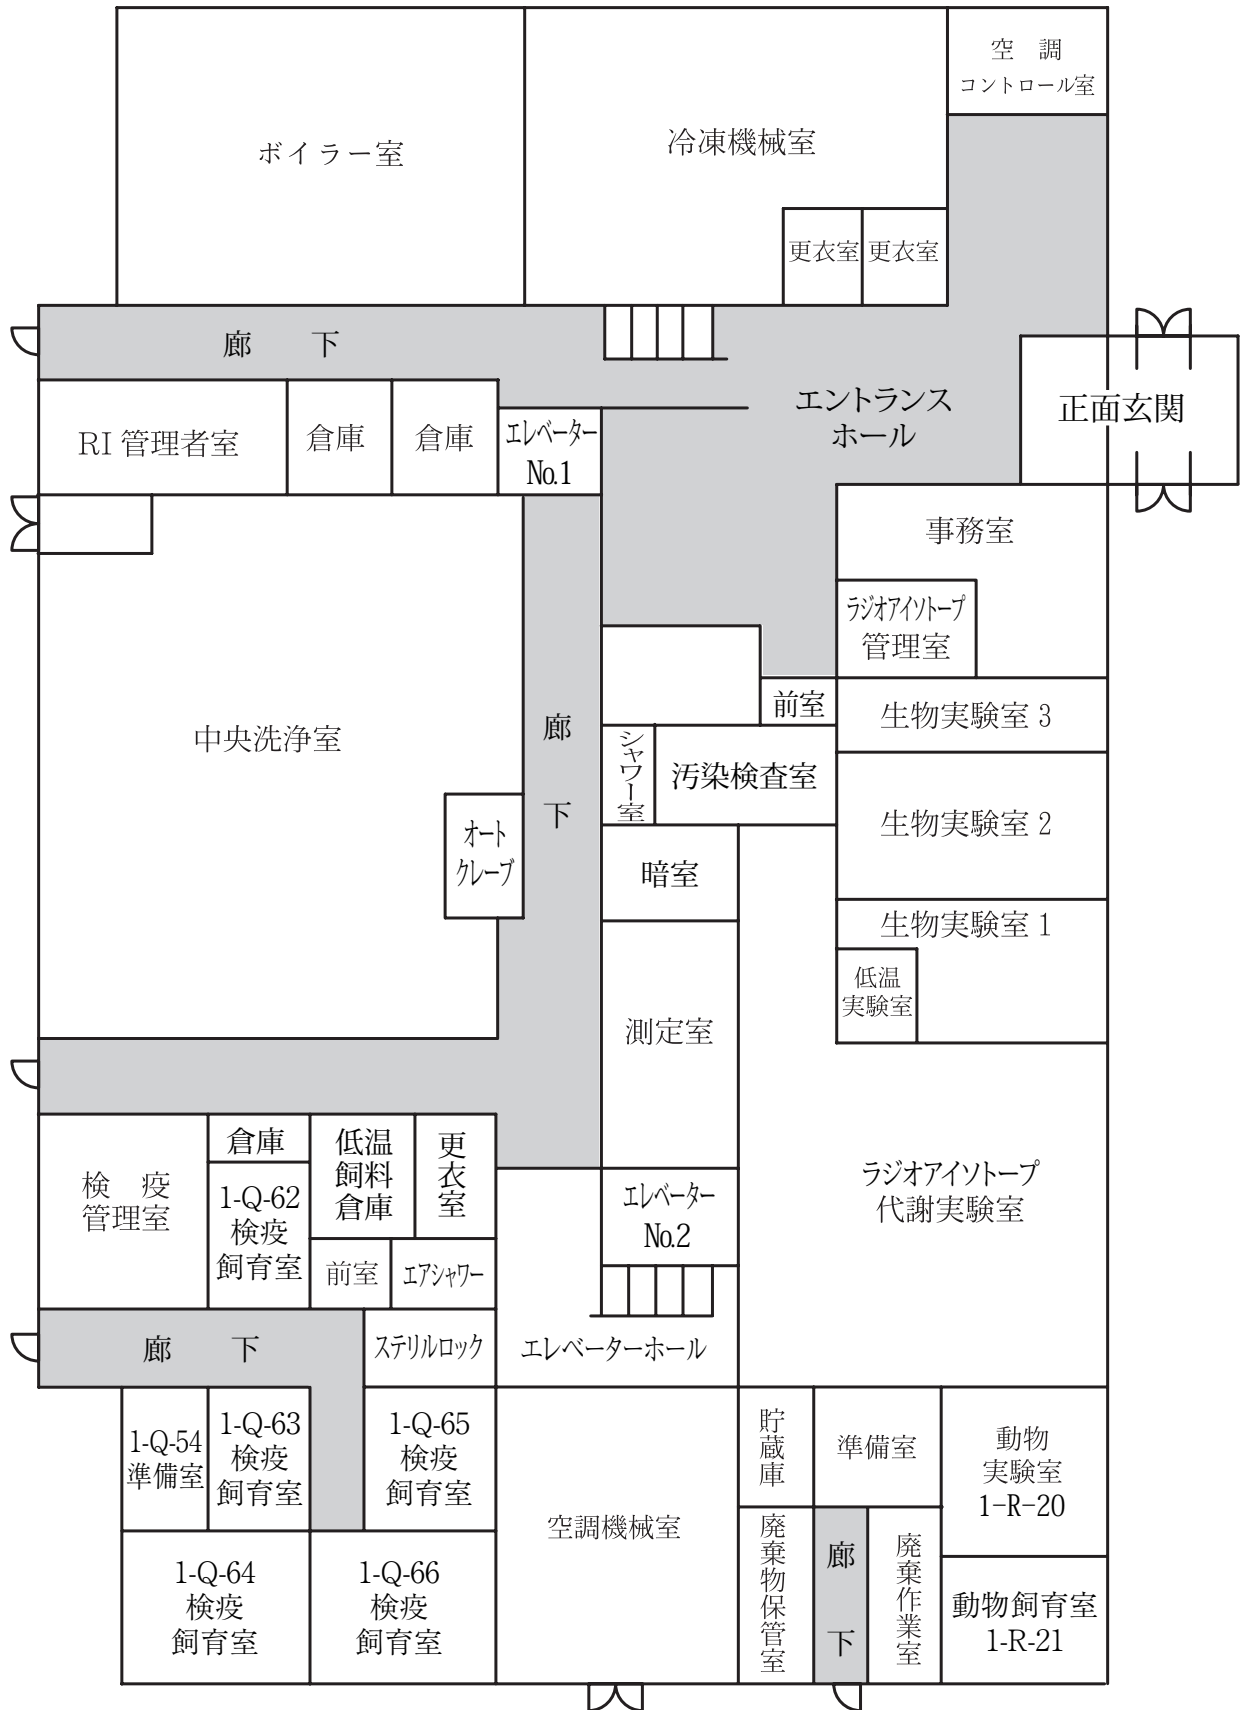 空　調
コントロール室
ボイラー室
冷凍機械室
更衣室
更衣室
廊　下
エントランス
ホール
正面玄関
RI 管理者室
倉庫
倉庫
エレベーター
No.1
事務室
ラジオアイソトープ
管理室
前室
生物実験室 3
中央洗浄室
廊
下
シャワー室
汚染検査室
生物実験室 2
オート
クレーブ
暗室
生物実験室 1
低温
実験室
測定室
検　疫
管理室
倉庫
1-Q-62
検疫
飼育室
低温
飼料
倉庫
更衣室
エレベーター
No.2
ラジオアイソトープ
代謝実験室
前室
エアシャワー
廊　下
ステリルロック
エレベーターホール
1-Q-54
準備室
1-Q-63
検疫
飼育室
1-Q-65
検疫
飼育室
貯蔵庫
準備室
動物
実験室
1-R-20
空調機械室
1-Q-64
検疫
飼育室
1-Q-66
検疫
飼育室
廃棄物保管室
廊
下
廃棄作業室
動物飼育室
1-R-21